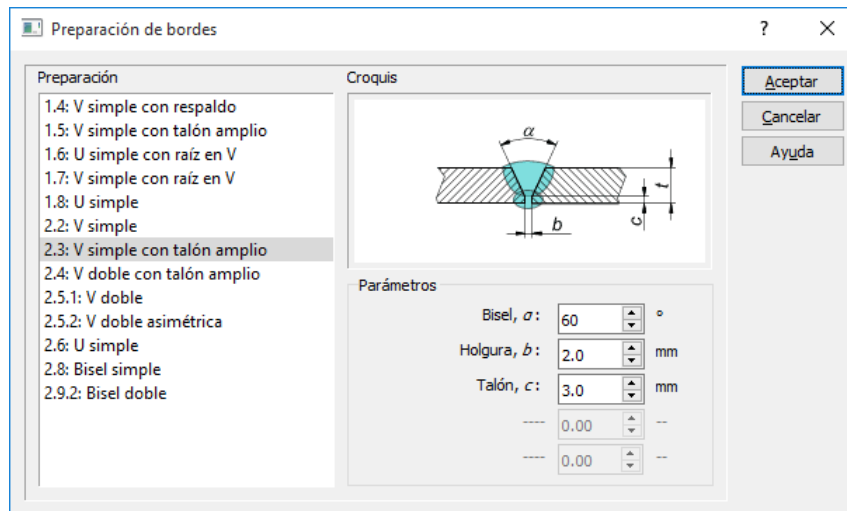 Preparación de bordes
?
Preparación
1.4: V simple con respaldo
1.5: V simple con talón amplio
1.6: U simple con raíz en V
1.7: V simple con raíz en V
1.8: U simple
2.2: V simple
2.3: V simple con talón amplio
2.4: V doble con talón amplio
2.5.1: V doble
2.5.2: V doble asimétrica
2.6: U simple
2.8: Bisel simple
2.9.2: Bisel doble
Croquis
α
t
c
b
Parámetros
Bisel, α: 60 °
Holgura, b: 2.0 mm
Talón, c: 3.0 mm
---- 0.00 --
---- 0.00 --
Aceptar
Cancelar
Ayuda